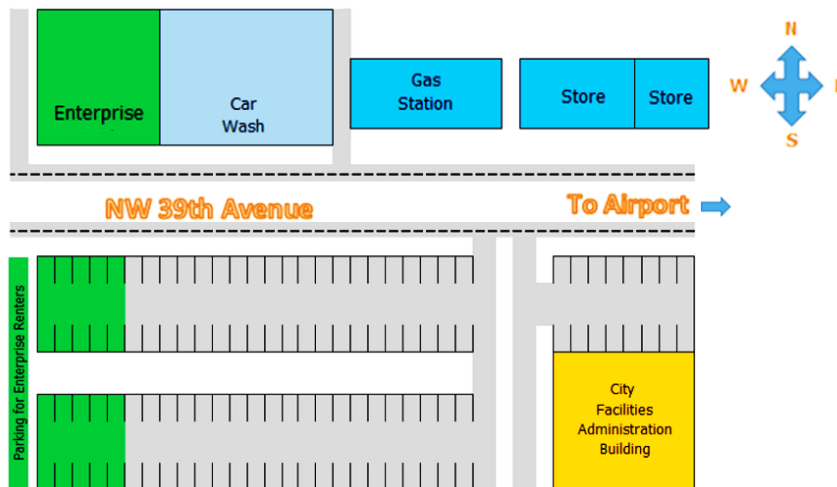 N
W
S
Enterprise
Car
Wash
Gas
Station
Store
Store
NW 39th Avenue
To Airport
Parking for Enterprise Renters
City
Facilities
Administration
Building